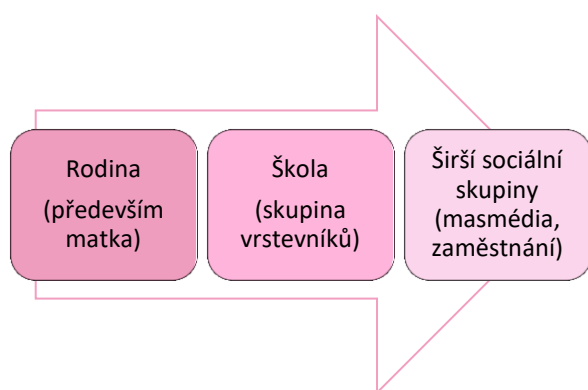 Rodina
(především
matka)
Škola
(skupina
vrstevníků)
Širší sociální
skupiny
(masmédia,
zaměstnání)